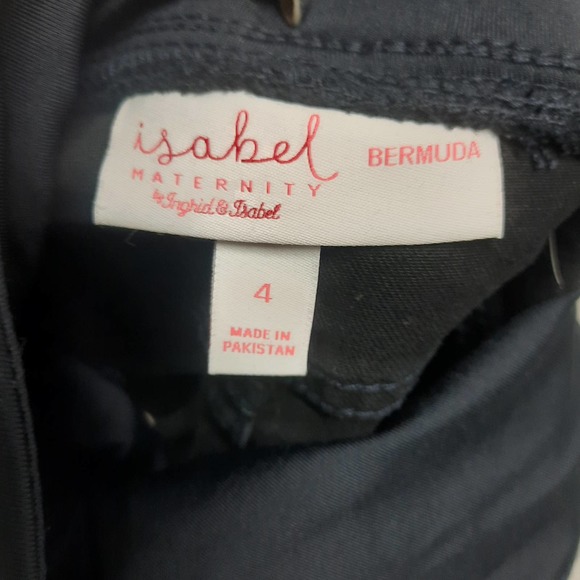 isabel BERMUDA
MATERNITY
by Ingrid & Isabel
4
MADE IN
PAKISTAN